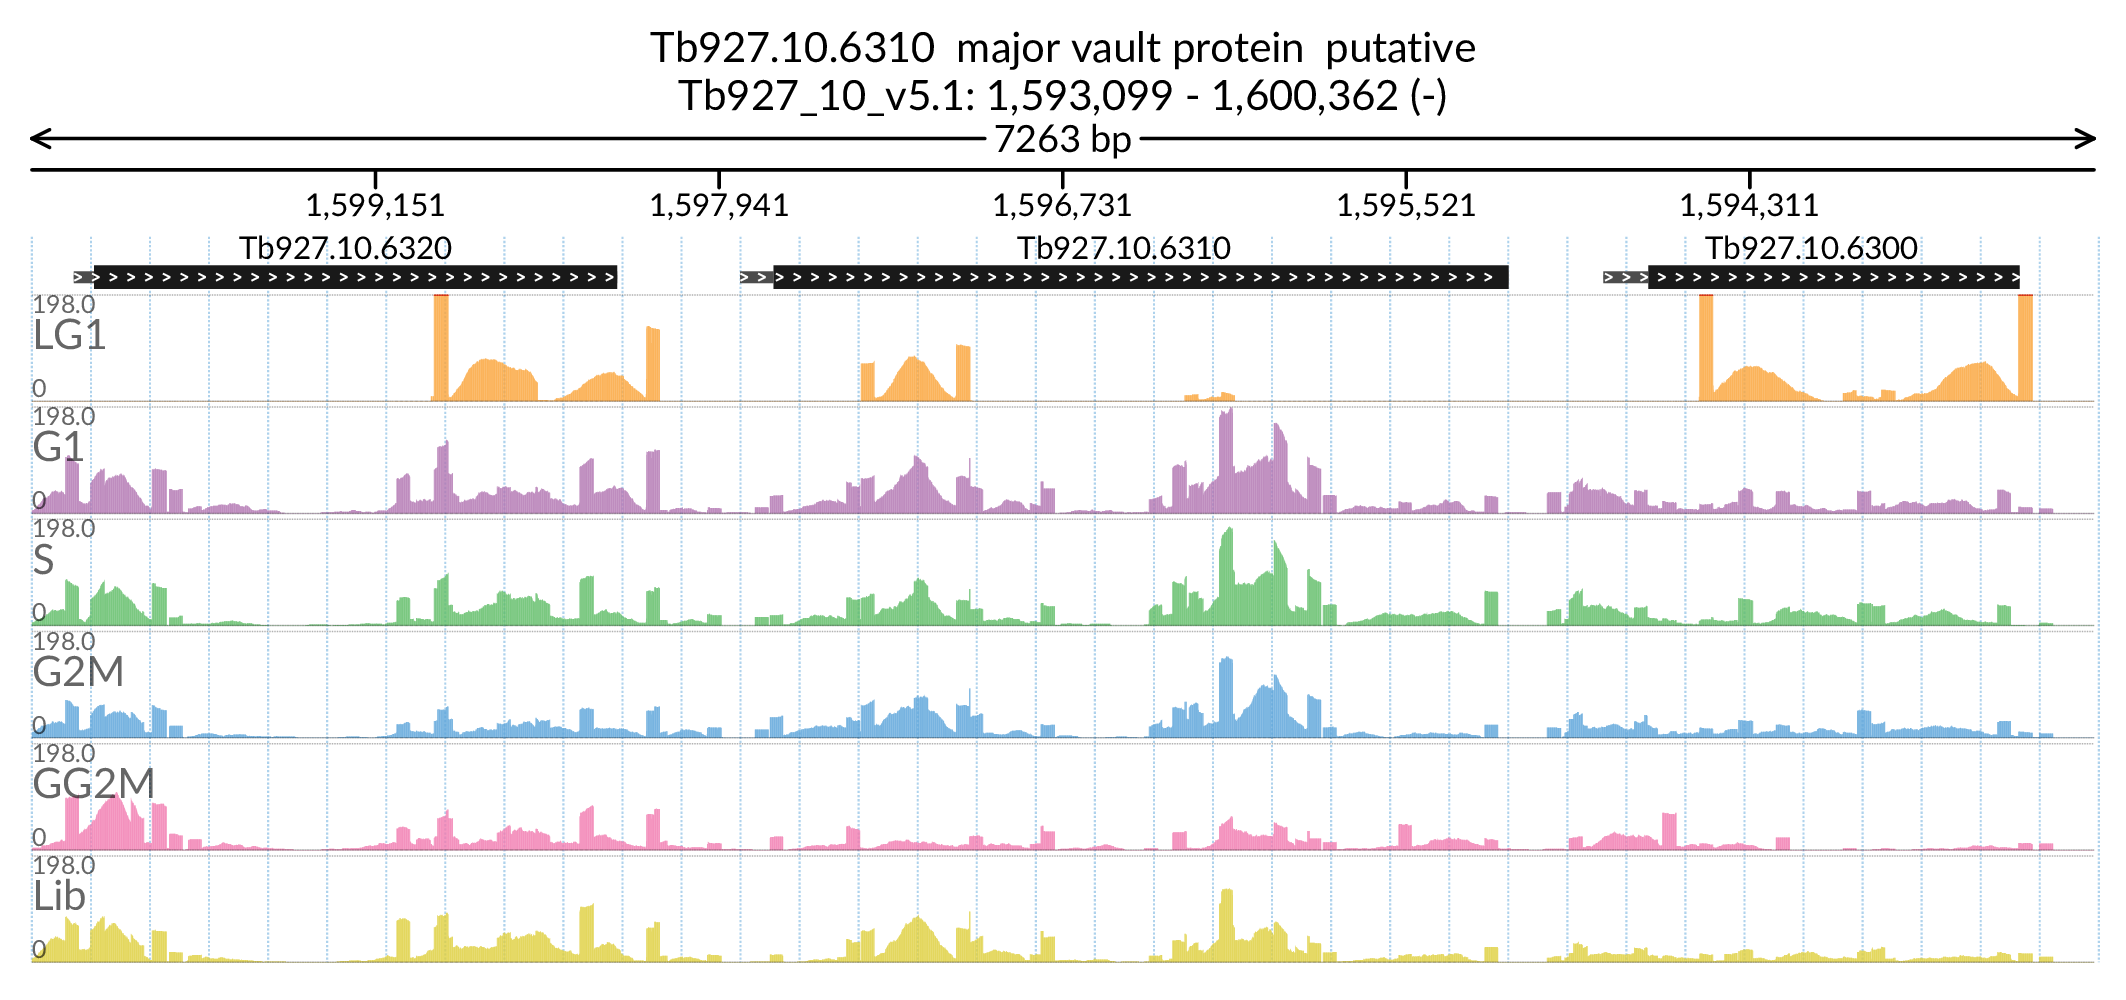 Tb927.10.6310  major vault protein  putative
Tb927_10_v5.1: 1,593,099 - 1,600,362 (-)
7263 bp
1,599,151 1,597,941 1,596,731 1,595,521 1,594,311
Tb927.10.6320 Tb927.10.6310 Tb927.10.6300
198.0
LG1
0
198.0
G1
0
198.0
S
0
198.0
G2M
0
198.0
GG2M
0
198.0
Lib
0